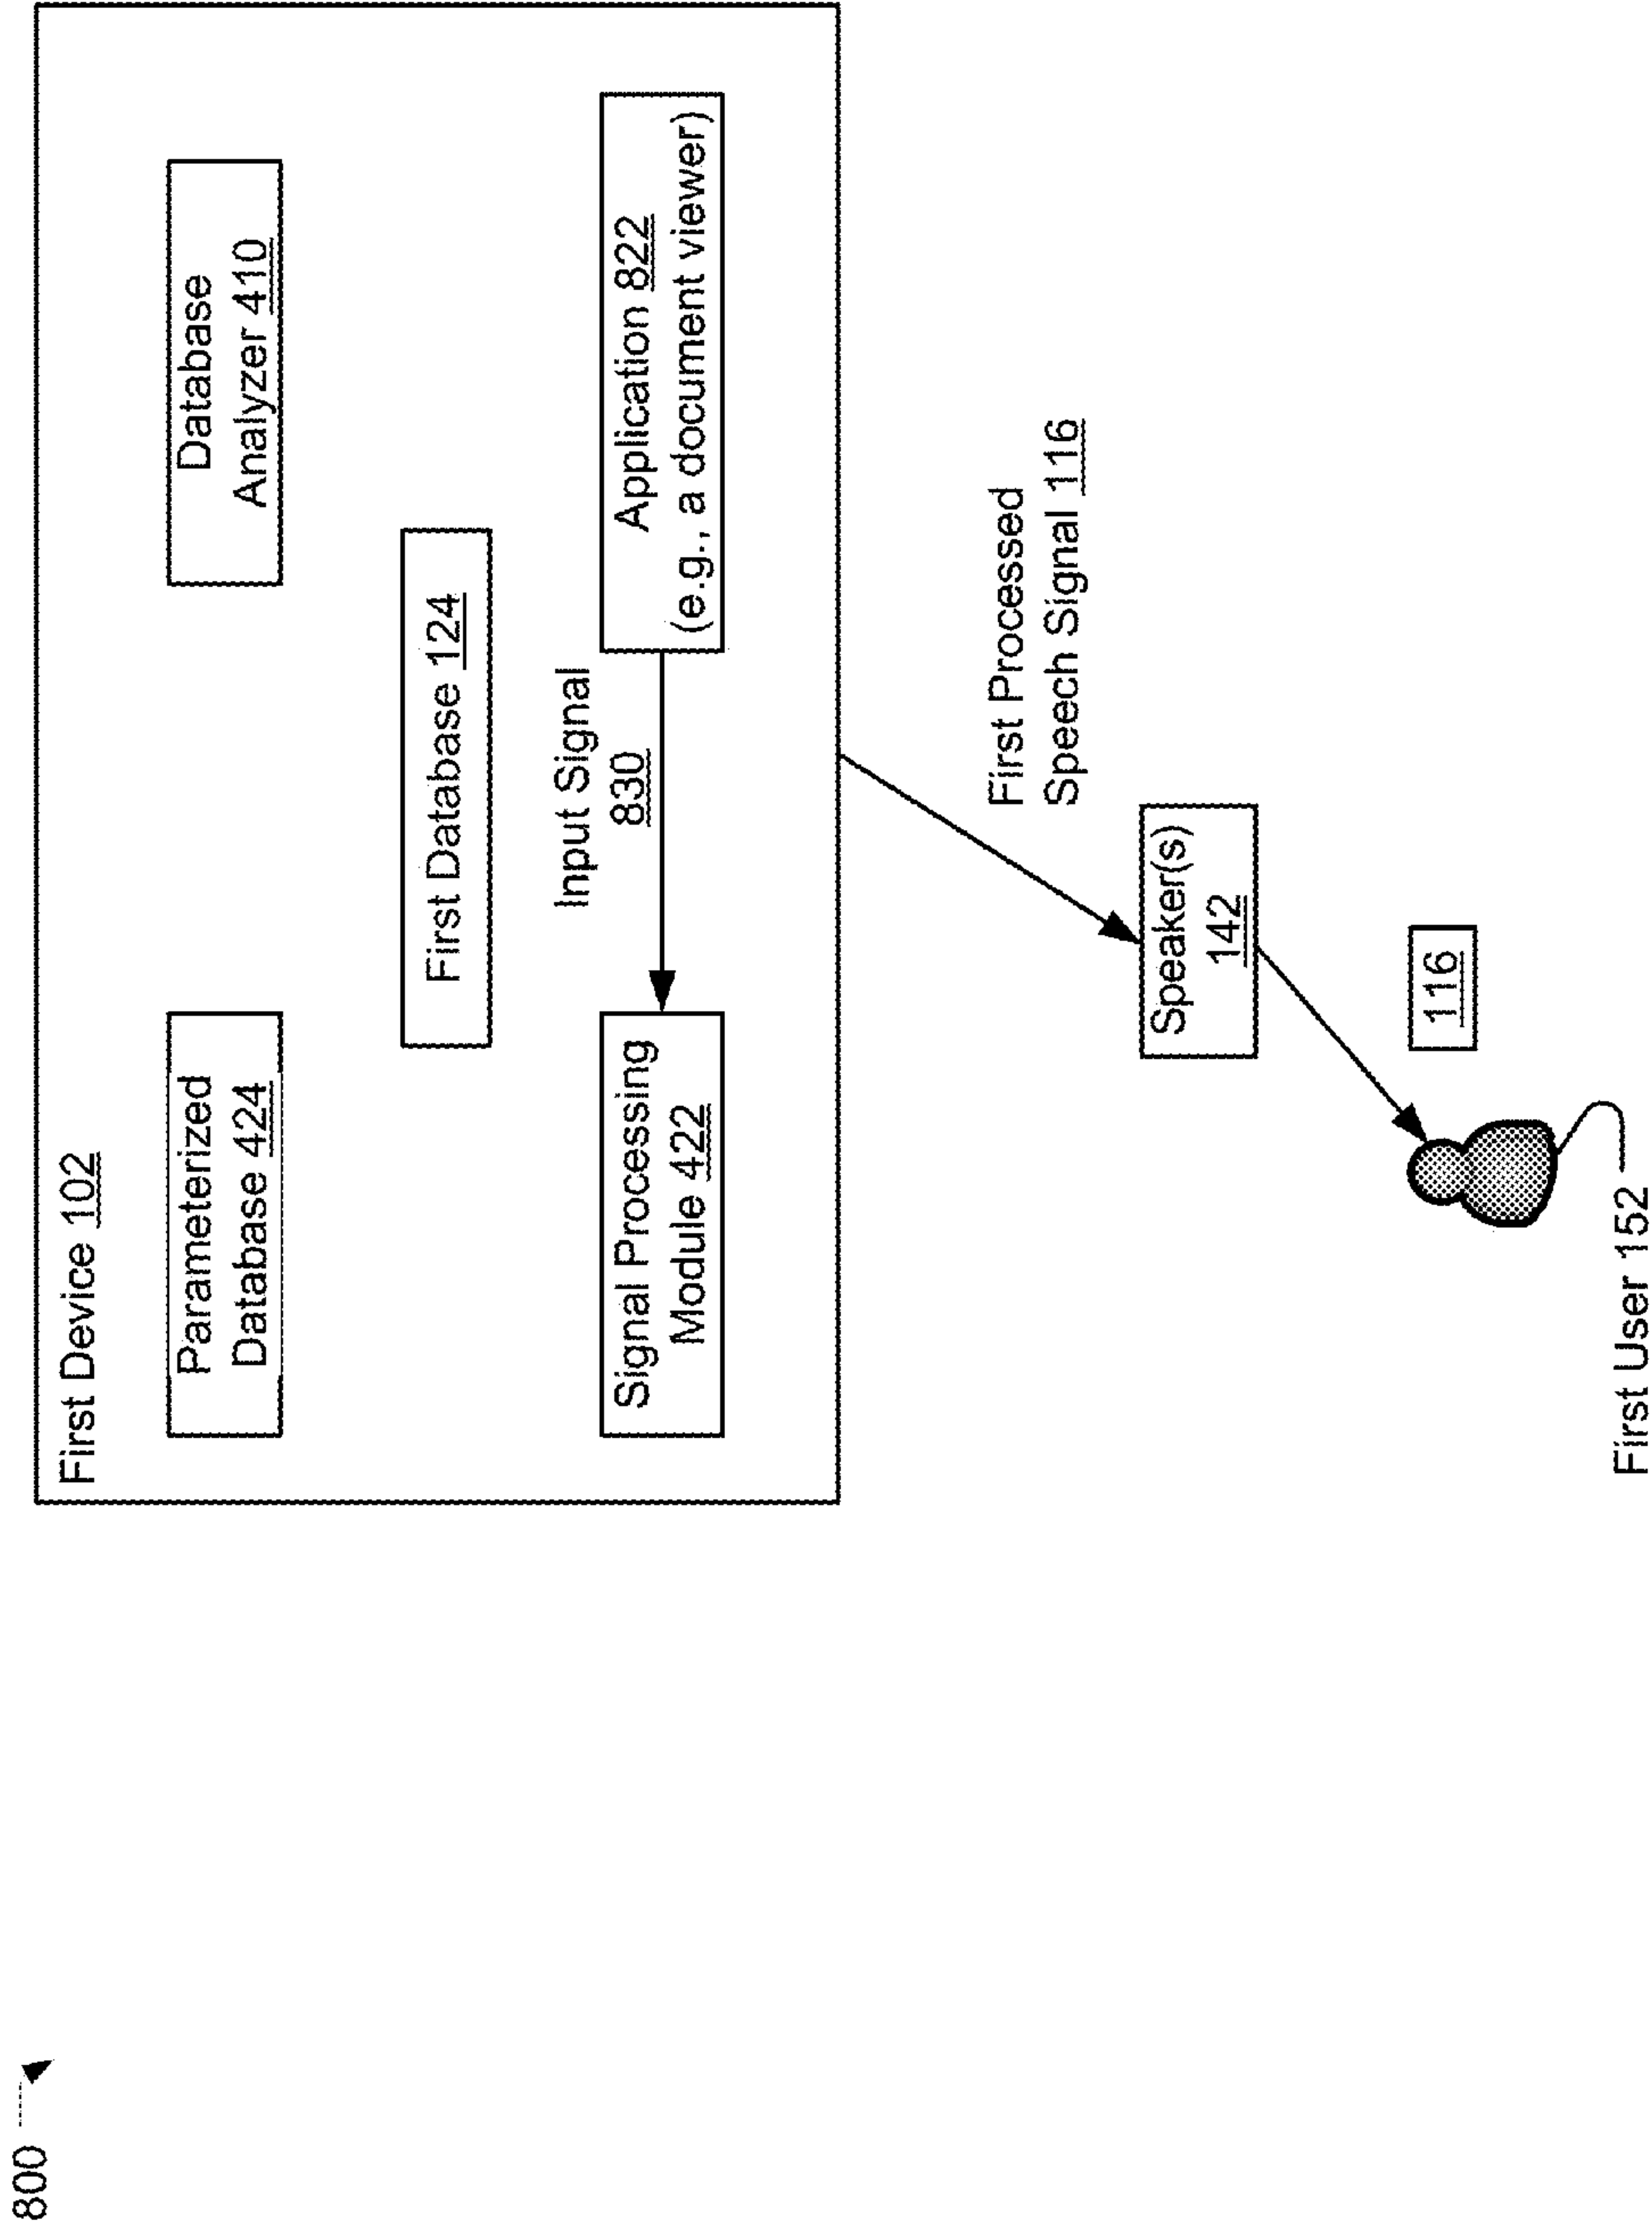 800
First Device 102
Parameterized
Database 424
Database
Analyzer 410
First Database 124
Input Signal
830
Signal Processing
Module 422
Application 822
(e.g., a document viewer)
First Processed
Speech Signal 116
Speaker(s)
142
116
First User 152